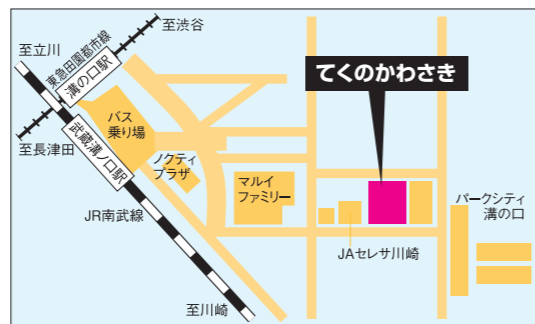 至渋谷
至立川
東急田園都市線
溝の口駅
てくのかわさき
バス
乗り場
武蔵溝ノ口駅
至長津田
ノクティ
プラザ
マルイ
ファミリー
パークシティ
溝の口
JR南武線
JAセレサ川崎
至川崎